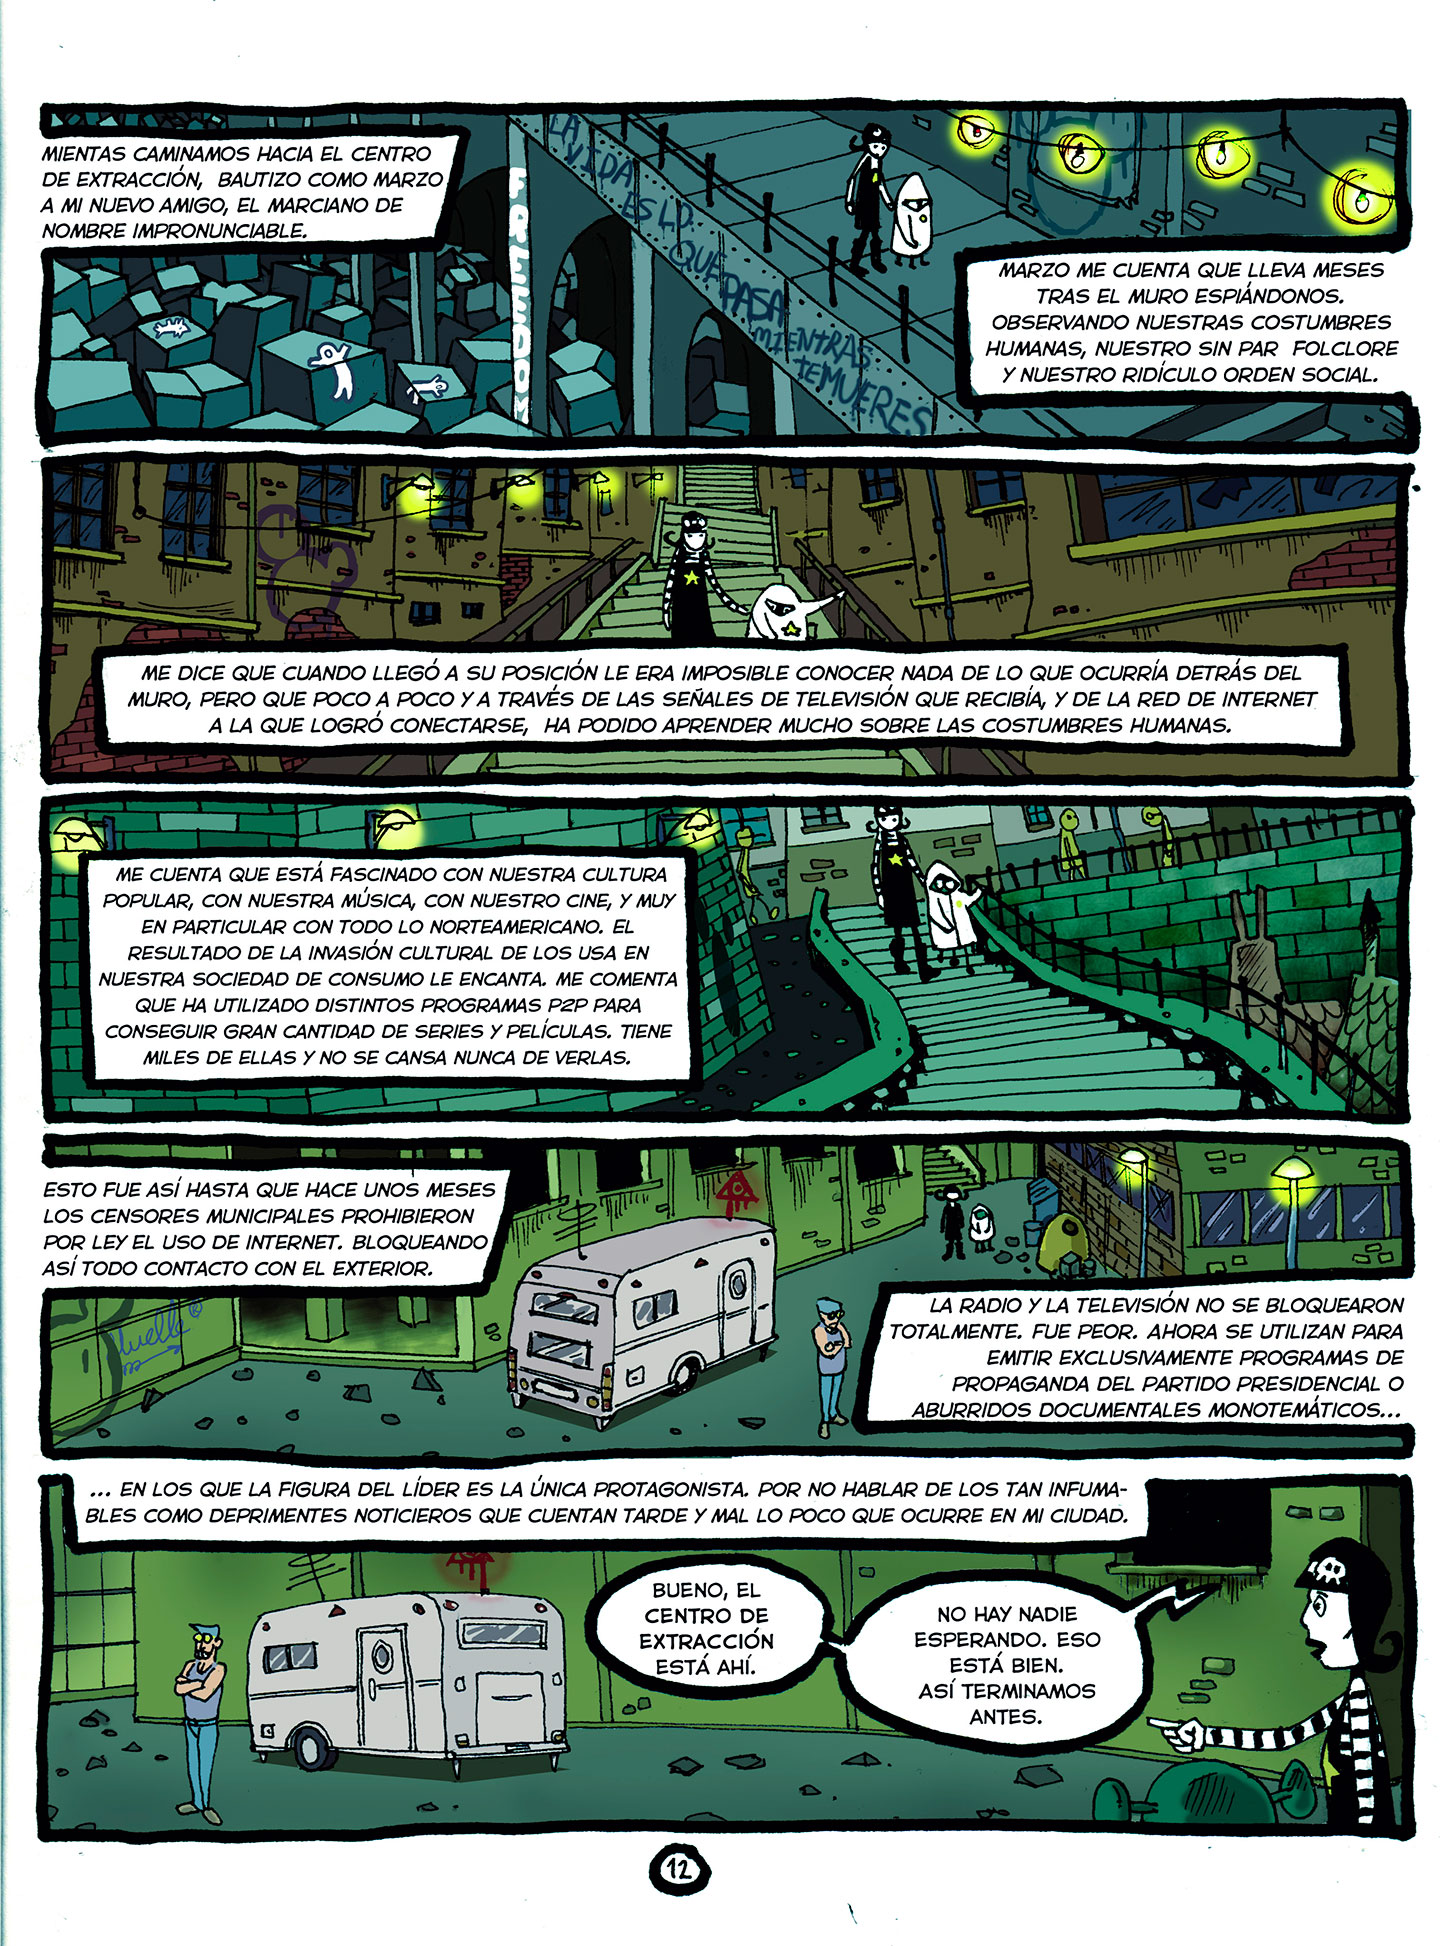 MIENTAS CAMINAMOS HACIA EL CENTRO
DE EXTRACCIÓN, BAUTIZO COMO MARZO
A MI NUEVO AMIGO, EL MARCIANO DE
NOMBRE IMPRONUNCIABLE.
LA
VIDA
ES LO
QUE
PASA
MIENTRAS
TE MUERES
MARZO ME CUENTA QUE LLEVA MESES
TRAS EL MURO ESPIÁNDONOS.
OBSERVANDO NUESTRAS COSTUMBRES
HUMANAS, NUESTRO SIN PAR FOLCLORE
Y NUESTRO RIDÍCULO ORDEN SOCIAL.
ME DICE QUE CUANDO LLEGÓ A SU POSICIÓN LE ERA IMPOSIBLE CONOCER NADA DE LO QUE OCURRÍA DETRÁS DEL
MURO, PERO QUE POCO A POCO Y A TRAVÉS DE LAS SEÑALES DE TELEVISIÓN QUE RECIBÍA, Y DE LA RED DE INTERNET
A LA QUE LOGRÓ CONECTARSE, HA PODIDO APRENDER MUCHO SOBRE LAS COSTUMBRES HUMANAS.
ME CUENTA QUE ESTÁ FASCINADO CON NUESTRA CULTURA
POPULAR, CON NUESTRA MÚSICA, CON NUESTRO CINE, Y MUY
EN PARTICULAR CON TODO LO NORTEAMERICANO. EL
RESULTADO DE LA INVASIÓN CULTURAL DE LOS USA EN
NUESTRA SOCIEDAD DE CONSUMO LE ENCANTA. ME COMENTA
QUE HA UTILIZADO DISTINTOS PROGRAMAS P2P PARA
CONSEGUIR GRAN CANTIDAD DE SERIES Y PELÍCULAS. TIENE
MILES DE ELLAS Y NO SE CANSA NUNCA DE VERLAS.
ESTO FUE ASÍ HASTA QUE HACE UNOS MESES
LOS CENSORES MUNICIPALES PROHIBIERON
POR LEY EL USO DE INTERNET. BLOQUEANDO
ASÍ TODO CONTACTO CON EL EXTERIOR.
Muelle ®
LA RADIO Y LA TELEVISIÓN NO SE BLOQUEARON
TOTALMENTE. FUE PEOR. AHORA SE UTILIZAN PARA
EMITIR EXCLUSIVAMENTE PROGRAMAS DE
PROPAGANDA DEL PARTIDO PRESIDENCIAL O
ABURRIDOS DOCUMENTALES MONOTEMÁTICOS...
... EN LOS QUE LA FIGURA DEL LÍDER ES LA ÚNICA PROTAGONISTA. POR NO HABLAR DE LOS TAN INFUMA-
BLES COMO DEPRIMENTES NOTICIEROS QUE CUENTAN TARDE Y MAL LO POCO QUE OCURRE EN MI CIUDAD.
BUENO, EL
CENTRO DE
EXTRACCIÓN
ESTÁ AHÍ.
NO HAY NADIE
ESPERANDO. ESO
ESTÁ BIEN.
ASÍ TERMINAMOS
ANTES.
12